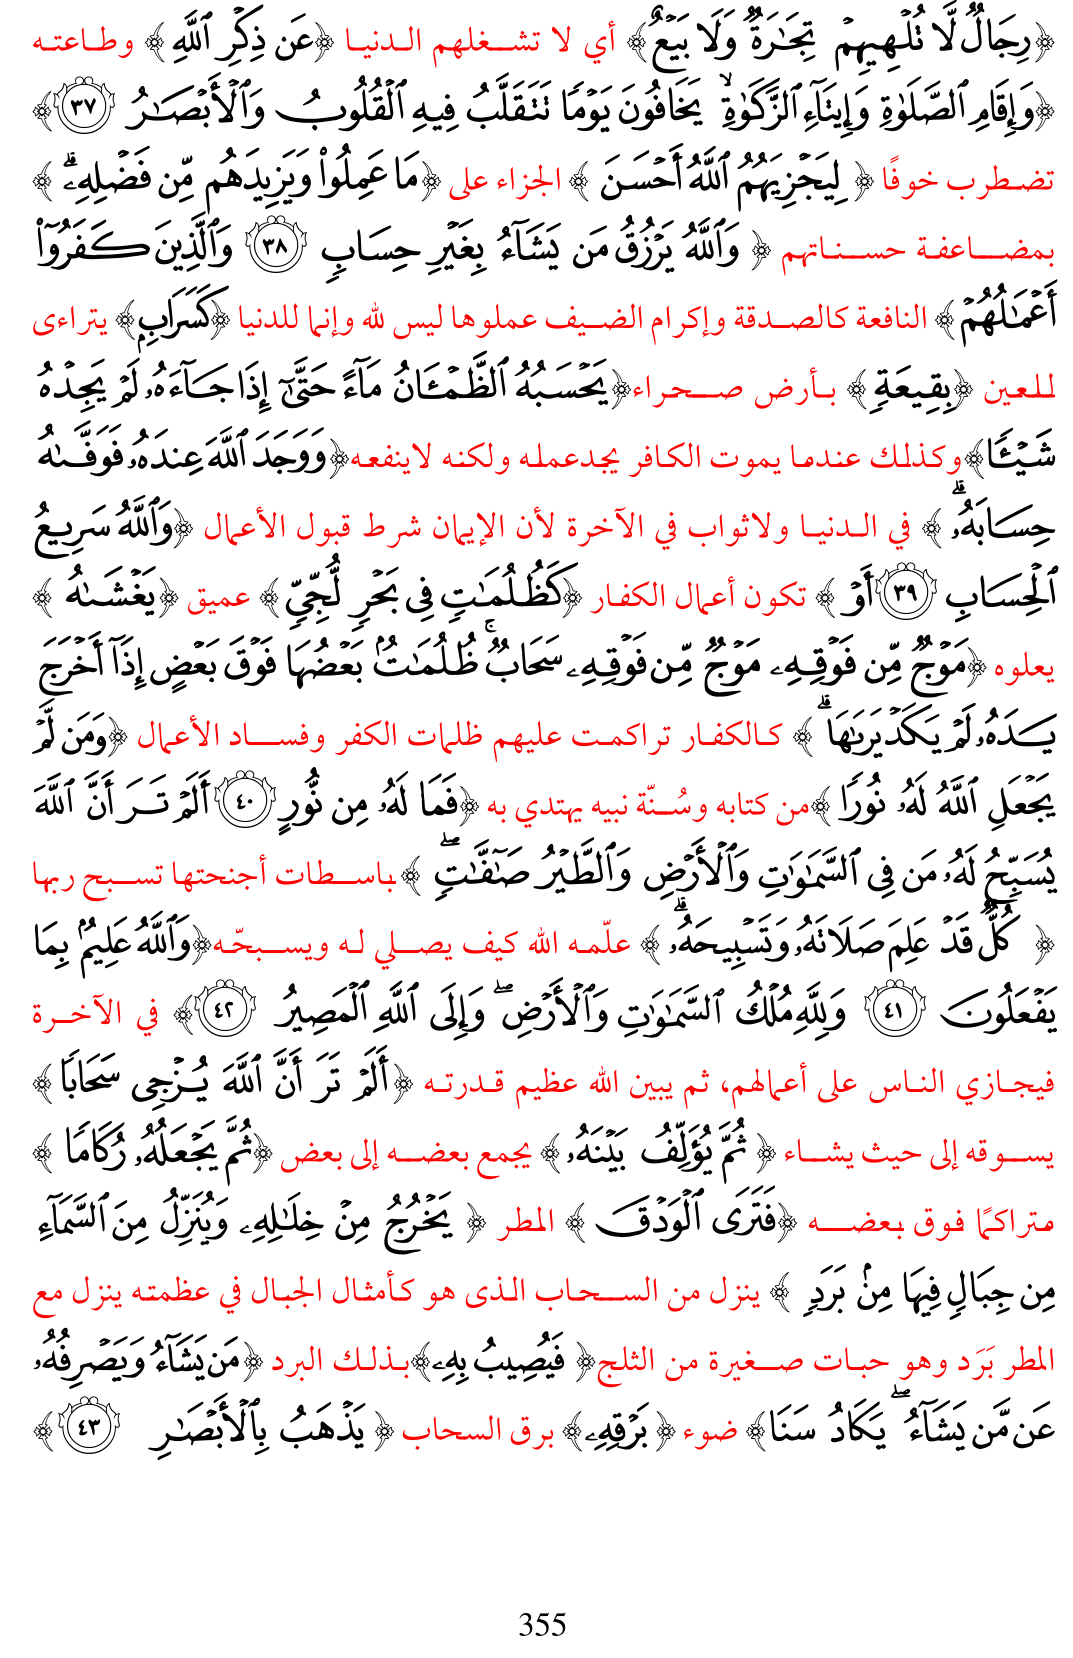 ﴿رِجَالٌ لَّا تُلْهِيهِمْ تِجَٰرَةٌ وَلَا بَيْعٌ﴾ أي لا تشغلهم الدنيا ﴿عَن ذِكْرِ ٱللَّهِ﴾ وطاعته
﴿وَإِقَامِ ٱلصَّلَوٰةِ وَإِيتَآءِ ٱلزَّكَوٰةِ ۙ يَخَافُونَ يَوْمًا تَتَقَلَّبُ فِيهِ ٱلْقُلُوبُ وَٱلْأَبْصَٰرُ ٣٧﴾
تضطرب خوفًا ﴿لِيَجْزِيَهُمُ ٱللَّهُ أَحْسَنَ﴾ الجزاء على ﴿مَا عَمِلُوا۟ وَيَزِيدَهُم مِّن فَضْلِهِۦ ۗ﴾
بمضاعفة حسناتهم ﴿وَٱللَّهُ يَرْزُقُ مَن يَشَآءُ بِغَيْرِ حِسَابٍ ٣٨ وَٱلَّذِينَ كَفَرُوٓا۟
أَعْمَٰلُهُمْ﴾ النافعة كالصدقة وإكرام الضيف عملوها ليس لله وإنما للدنيا ﴿كَسَرَابٍ﴾ يتراءى
للعين ﴿بِقِيعَةٍ﴾ بأرض صحراء﴿يَحْسَبُهُ ٱلظَّمْـَٔانُ مَآءً حَتَّىٰٓ إِذَا جَآءَهُۥ لَمْ يَجِدْهُ
شَيْـًٔا﴾وكذلك عندما يموت الكافر يجدعمله ولكنه لاينفعه﴿وَوَجَدَ ٱللَّهَ عِندَهُۥ فَوَفَّىٰهُ
حِسَابَهُۥ ۗ﴾ في الدنيا ولاثواب في الآخرة لأن الإيمان شرط قبول الأعمال ﴿وَٱللَّهُ سَرِيعُ
ٱلْحِسَابِ ٣٩ أَوْ﴾ تكون أعمال الكفار ﴿كَظُلُمَٰتٍ فِى بَحْرٍ لُّجِّىٍّ﴾ عميق ﴿يَغْشَىٰهُ﴾
يعلوه ﴿مَوْجٌ مِّن فَوْقِهِۦ مَوْجٌ مِّن فَوْقِهِۦ سَحَابٌ ۚ ظُلُمَٰتٌۢ بَعْضُهَا فَوْقَ بَعْضٍ إِذَآ أَخْرَجَ
يَدَهُۥ لَمْ يَكَدْ يَرَىٰهَا ۗ﴾ كالكفار تراكمت عليهم ظلمات الكفر وفساد الأعمال ﴿وَمَن لَّمْ
يَجْعَلِ ٱللَّهُ لَهُۥ نُورًا﴾من كتابه وسُنّة نبيه يهتدي به ﴿فَمَا لَهُۥ مِن نُّورٍ ٤٠ أَلَمْ تَرَ أَنَّ ٱللَّهَ
يُسَبِّحُ لَهُۥ مَن فِى ٱلسَّمَٰوَٰتِ وَٱلْأَرْضِ وَٱلطَّيْرُ صَٰٓفَّٰتٍ ۖ﴾ باسطات أجنحتها تسبح ربها
﴿كُلٌّ قَدْ عَلِمَ صَلَاتَهُۥ وَتَسْبِيحَهُۥ ۗ﴾ علّمه الله كيف يصلي له ويسبحّه﴿وَٱللَّهُ عَلِيمٌۢ بِمَا
يَفْعَلُونَ ٤١ وَلِلَّهِ مُلْكُ ٱلسَّمَٰوَٰتِ وَٱلْأَرْضِ ۖ وَإِلَى ٱللَّهِ ٱلْمَصِيرُ ٤٢﴾ في الآخرة
فيجازي الناس على أعمالهم، ثم يبين الله عظيم قدرته ﴿أَلَمْ تَرَ أَنَّ ٱللَّهَ يُزْجِى سَحَابًا﴾
يسوقه إلى حيث يشاء ﴿ثُمَّ يُؤَلِّفُ بَيْنَهُۥ﴾ يجمع بعضه إلى بعض ﴿ثُمَّ يَجْعَلُهُۥ رُكَامًا﴾
متراكمًا فوق بعضه ﴿فَتَرَى ٱلْوَدْقَ﴾ المطر ﴿يَخْرُجُ مِنْ خِلَٰلِهِۦ وَيُنَزِّلُ مِنَ ٱلسَّمَآءِ
مِن جِبَالٍ فِيهَا مِنۢ بَرَدٍ﴾ ينزل من السحاب الذى هو كأمثال الجبال في عظمته ينزل مع
المطر بَرَد وهو حبات صغيرة من الثلج﴿فَيُصِيبُ بِهِۦ﴾بذلك البرد ﴿مَن يَشَآءُ وَيَصْرِفُهُۥ
عَن مَّن يَشَآءُ ۖ يَكَادُ سَنَا﴾ ضوء ﴿بَرْقِهِۦ﴾ برق السحاب ﴿يَذْهَبُ بِٱلْأَبْصَٰرِ ٤٣﴾
355